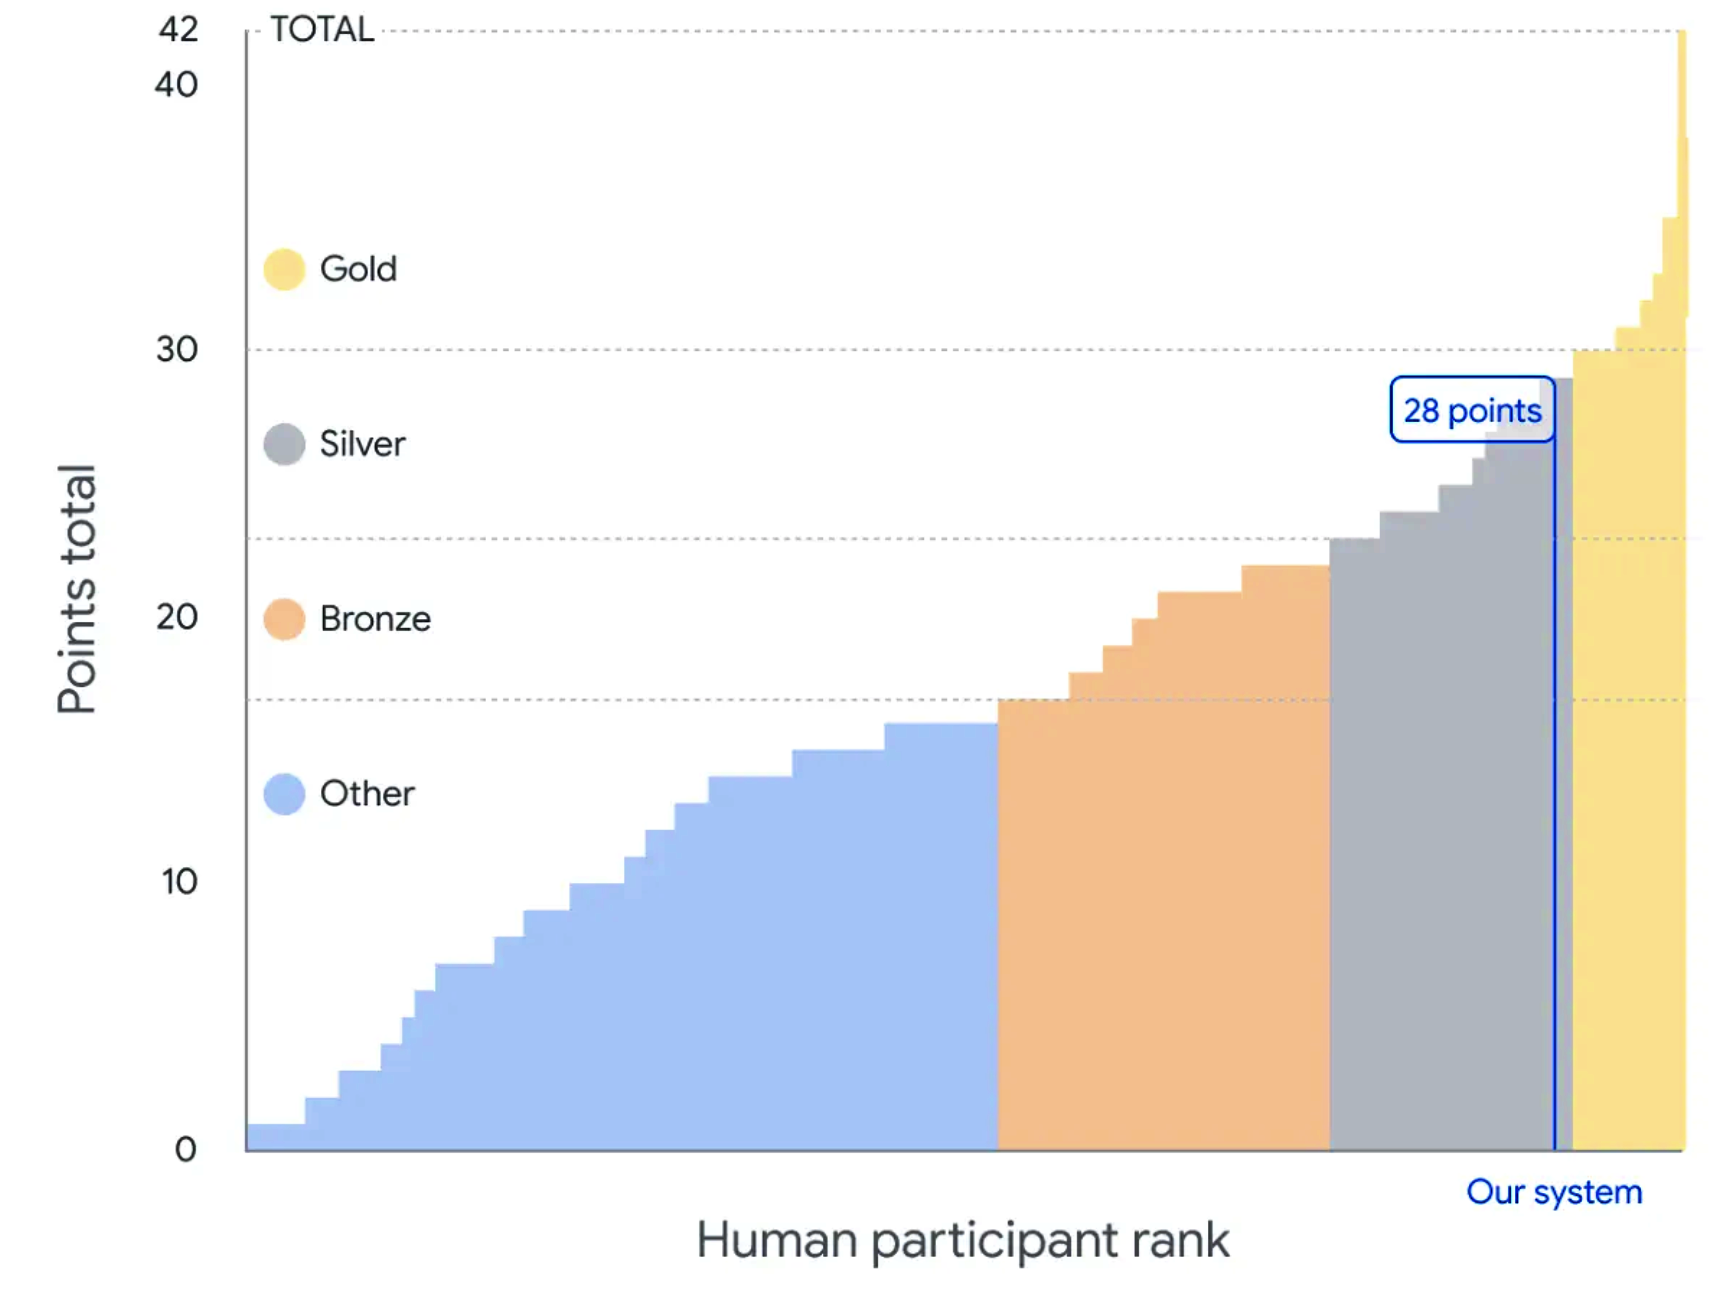 42
TOTAL
40
Gold
30
28 points
Silver
Points total
20
Bronze
Other
10
0
Our system
Human participant rank